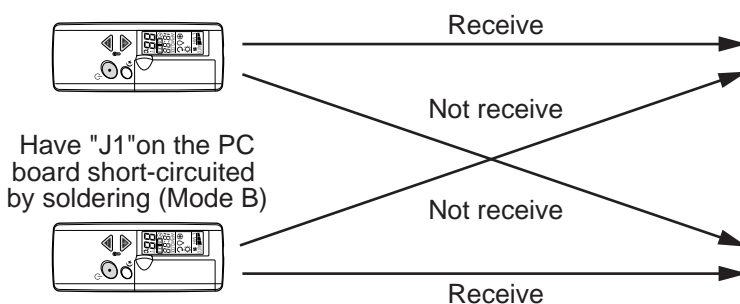 Receive
Not receive
Have "J1"on the PC
board short-circuited
by soldering (Mode B)
Not receive
Receive